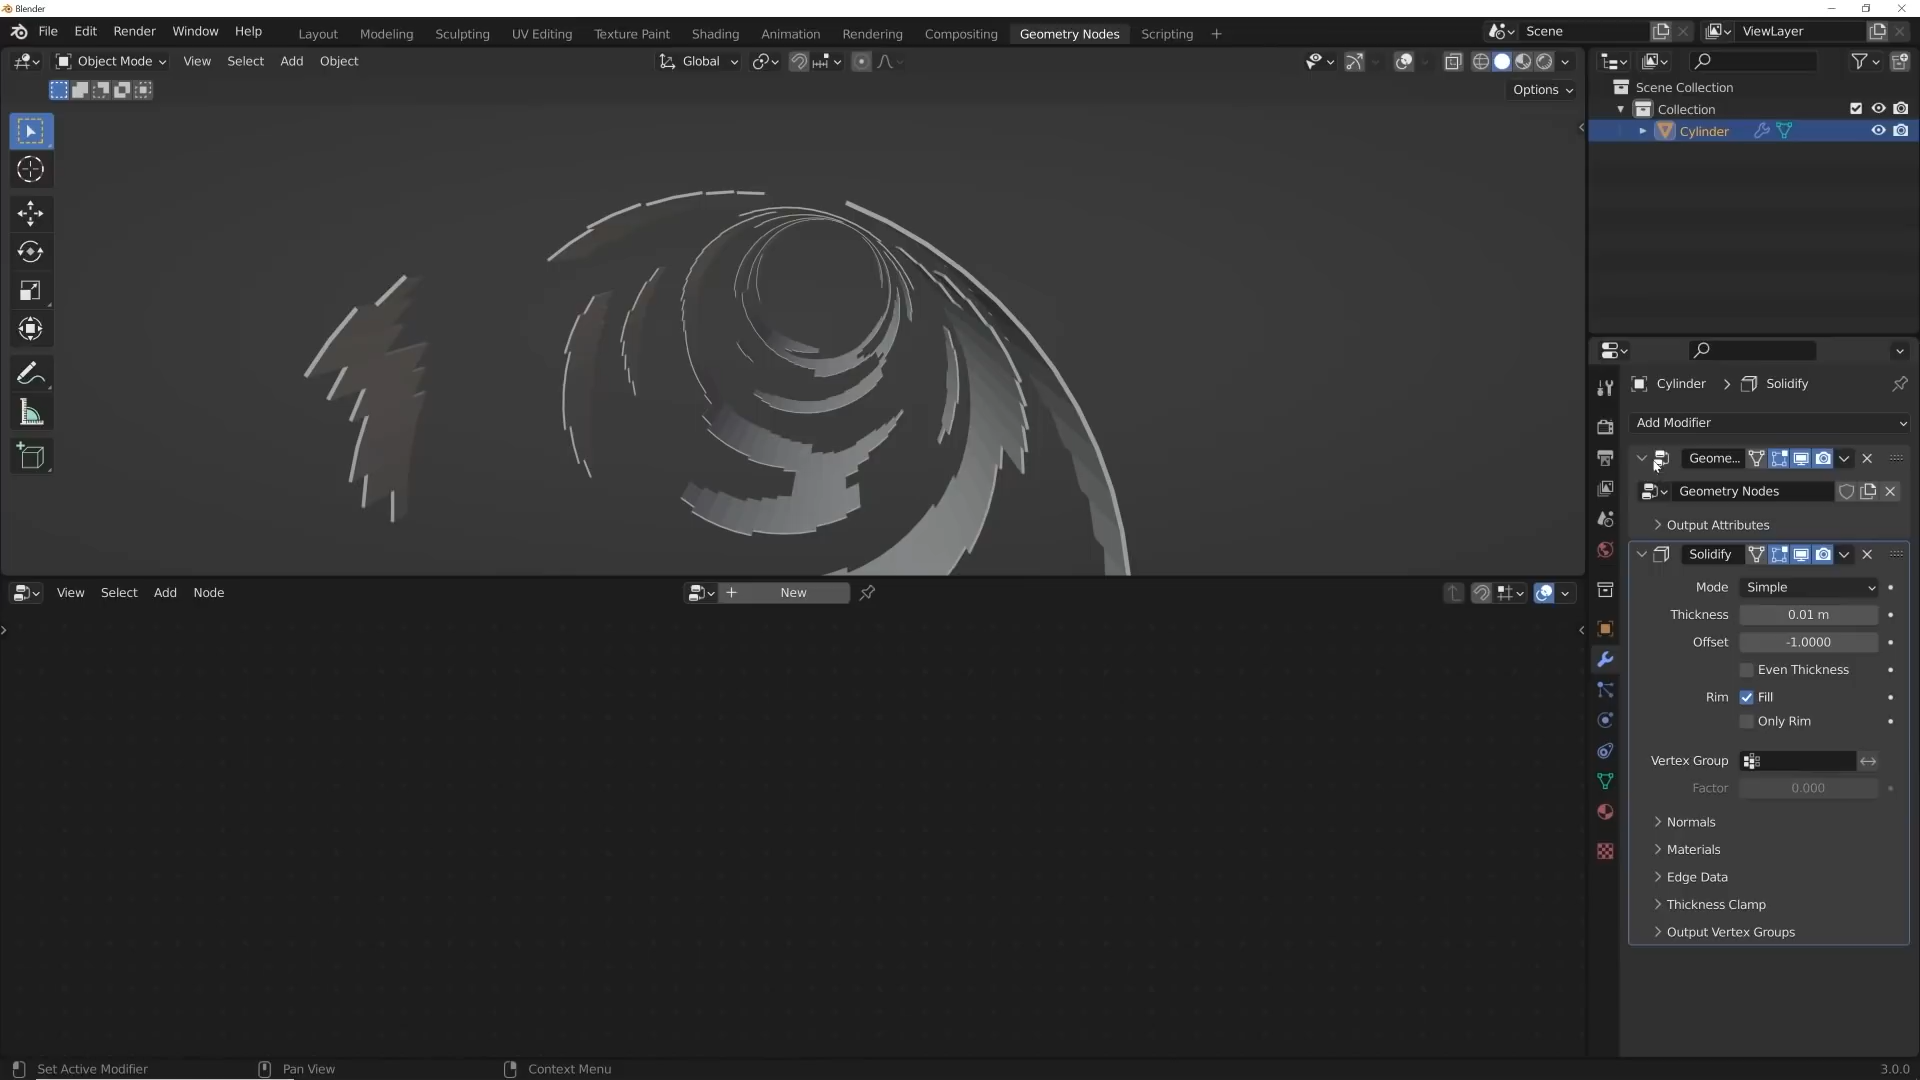 Blender
File Edit Render Window Help Layout Modeling Sculpting UV Editing Texture Paint Shading Animation Rendering Compositing Geometry Nodes Scripting + Scene ViewLayer
Object Mode View Select Add Object Global
Options
Scene Collection
Collection
Cylinder
Cylinder > Solidify
Add Modifier
Geome...
Geometry Nodes
Output Attributes
Solidify
Mode Simple
Thickness 0.01 m
Offset -1.0000
Even Thickness
Rim Fill
Only Rim
Vertex Group
Factor 0.000
Normals
Materials
Edge Data
Thickness Clamp
Output Vertex Groups
View Select Add Node + New
Set Active Modifier Pan View Context Menu 3.0.0